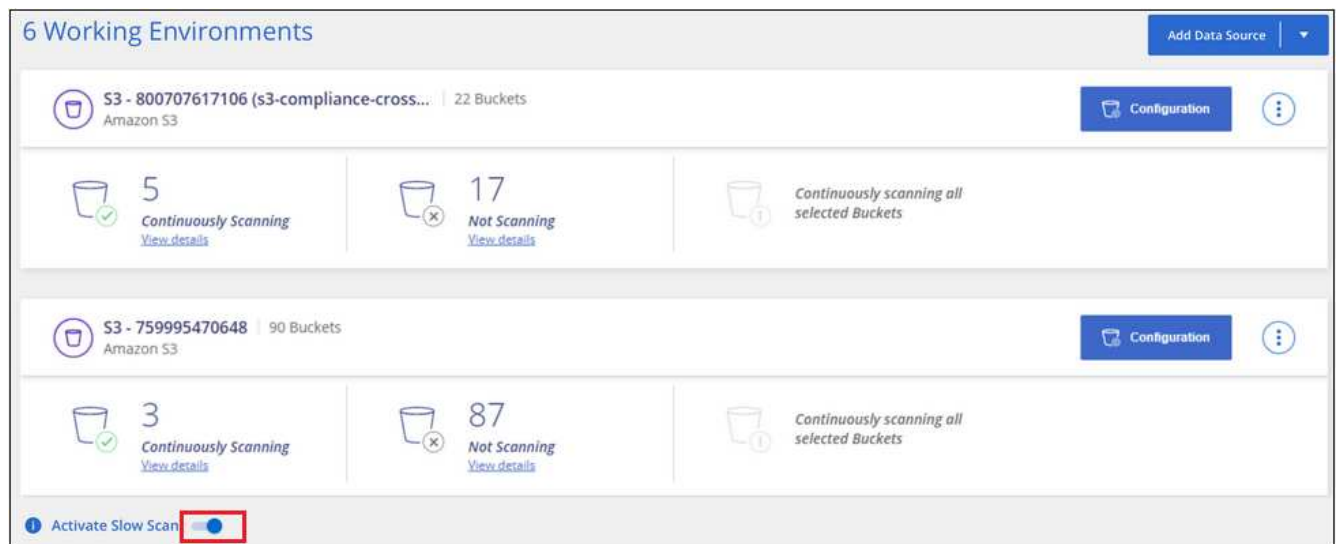 6 Working Environments
Add Data Source
S3 - 800707617106 (s3-compliance-cross... 22 Buckets
Amazon S3
Configuration
5
Continuously Scanning
View details
17
Not Scanning
View details
Continuously scanning all
selected Buckets
S3 - 759995470648 90 Buckets
Amazon S3
Configuration
3
Continuously Scanning
View details
87
Not Scanning
View details
Continuously scanning all
selected Buckets
Activate Slow Scan